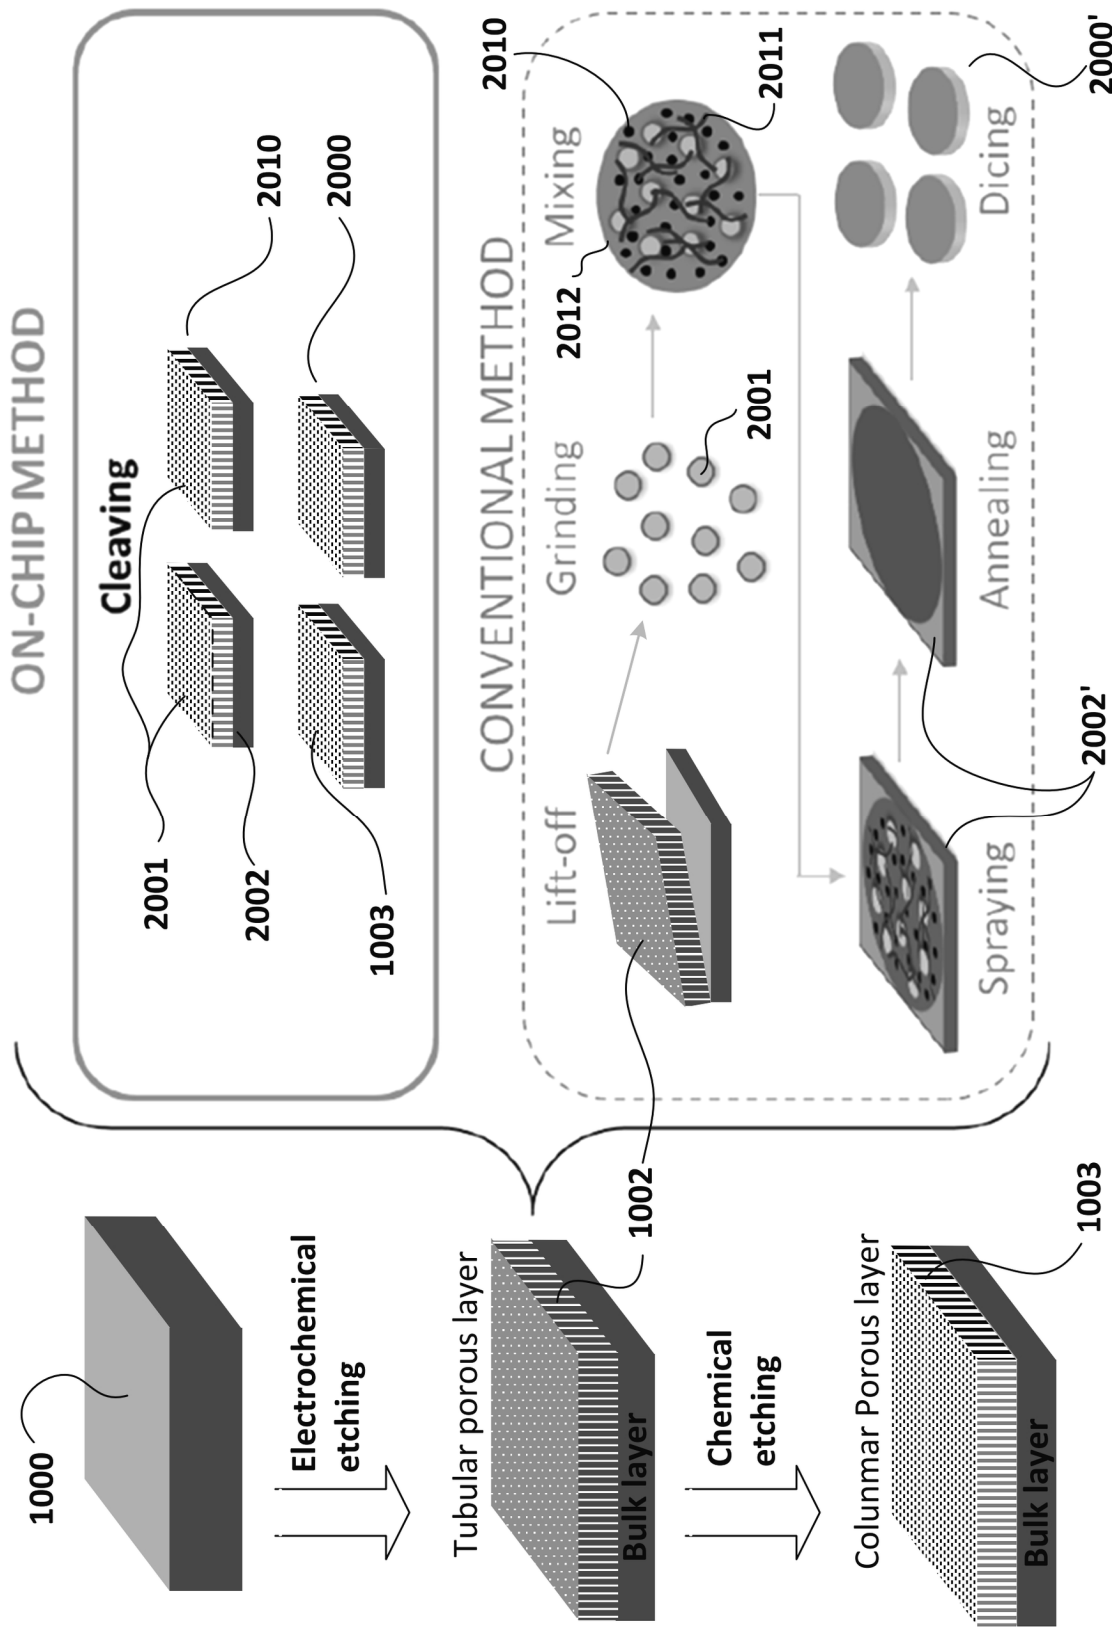 1000
Electrochemical
etching
Tubular porous layer
Bulk layer
1002
Chemical
etching
Colunmar Porous layer
Bulk layer
1003
ON-CHIP METHOD
Cleaving
2001
2002
1003
2010
2000
CONVENTIONAL METHOD
Lift-off
Grinding
Mixing
2001
2012
2010
2011
Spraying
Annealing
Dicing
2002'
2000'